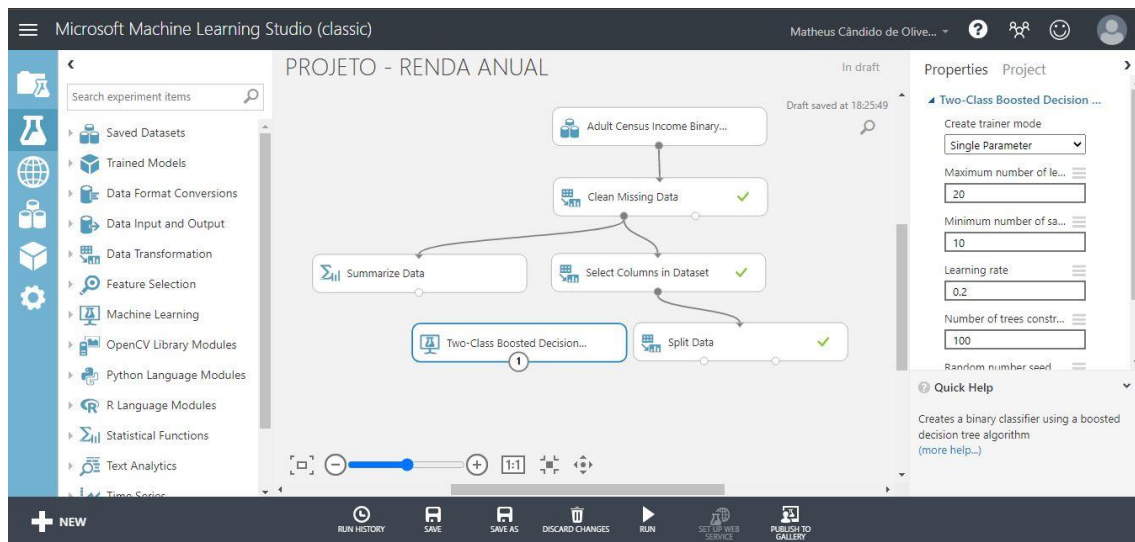 Microsoft Machine Learning Studio (classic)
Matheus Cândido de Olive...
?
Search experiment items
Saved Datasets
Trained Models
Data Format Conversions
Data Input and Output
Data Transformation
Feature Selection
Machine Learning
OpenCV Library Modules
Python Language Modules
R Language Modules
Statistical Functions
Text Analytics
Time Series
PROJETO - RENDA ANUAL
In draft
Draft saved at 18:25:49
Adult Census Income Binary...
Clean Missing Data
Summarize Data
Select Columns in Dataset
Two-Class Boosted Decision...
1
Split Data
1:1
Properties Project
Two-Class Boosted Decision ...
Create trainer mode
Single Parameter
Maximum number of le...
20
Minimum number of sa...
10
Learning rate
0.2
Number of trees constr...
100
Random number seed
Quick Help
Creates a binary classifier using a boosted
decision tree algorithm
(more help...)
NEW
RUN HISTORY
SAVE
SAVE AS
DISCARD CHANGES
RUN
SET UP WEB
SERVICE
PUBLISH TO
GALLERY